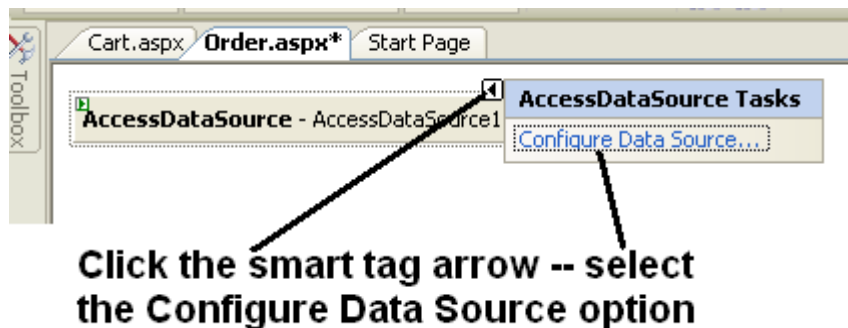 Cart.aspx Order.aspx* Start Page
Toolbox
AccessDataSource - AccessDataSource1
AccessDataSource Tasks
Configure Data Source...
Click the smart tag arrow -- select
the Configure Data Source option